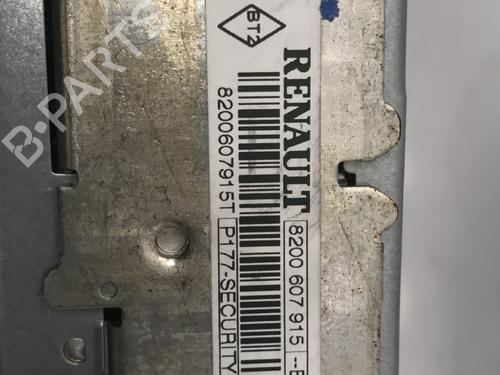 BT2
RENAULT
8200607915T
8200 607 915
P177-SECURITY
B-PARTS